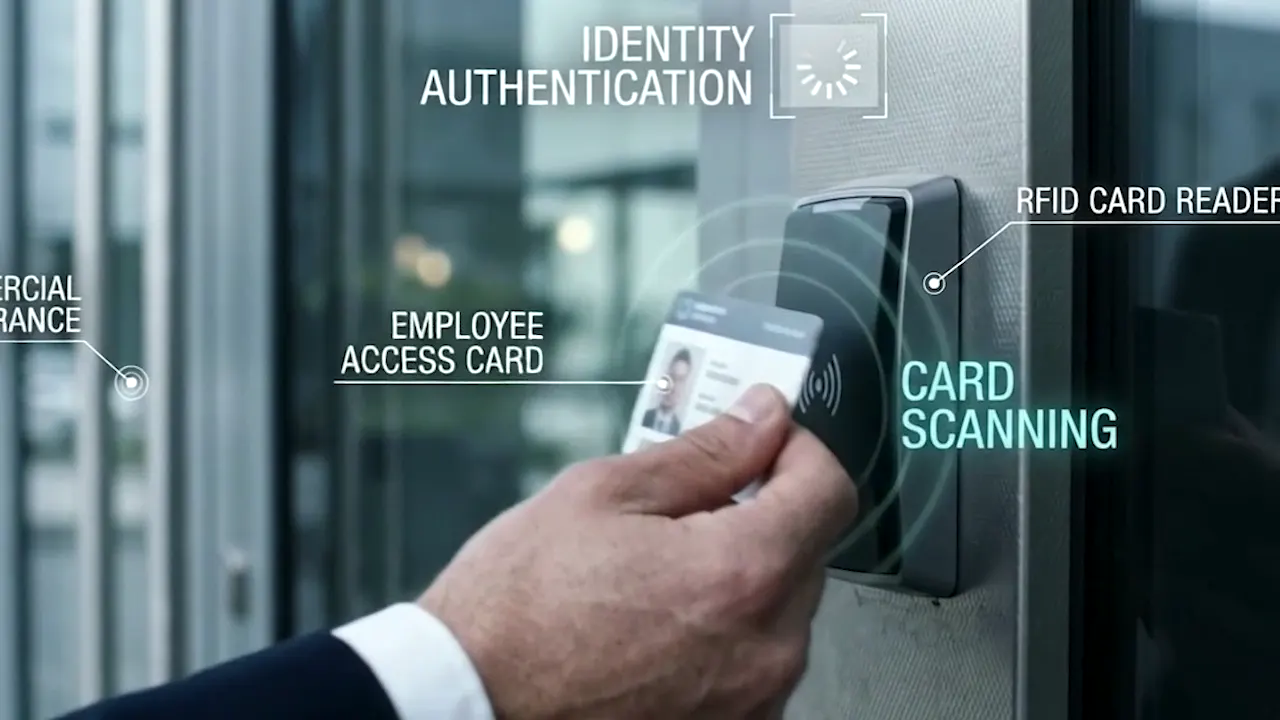 IDENTITY
AUTHENTICATION
RFID CARD READER
ERCIAL
RANCE
EMPLOYEE
ACCESS CARD
CARD
SCANNING